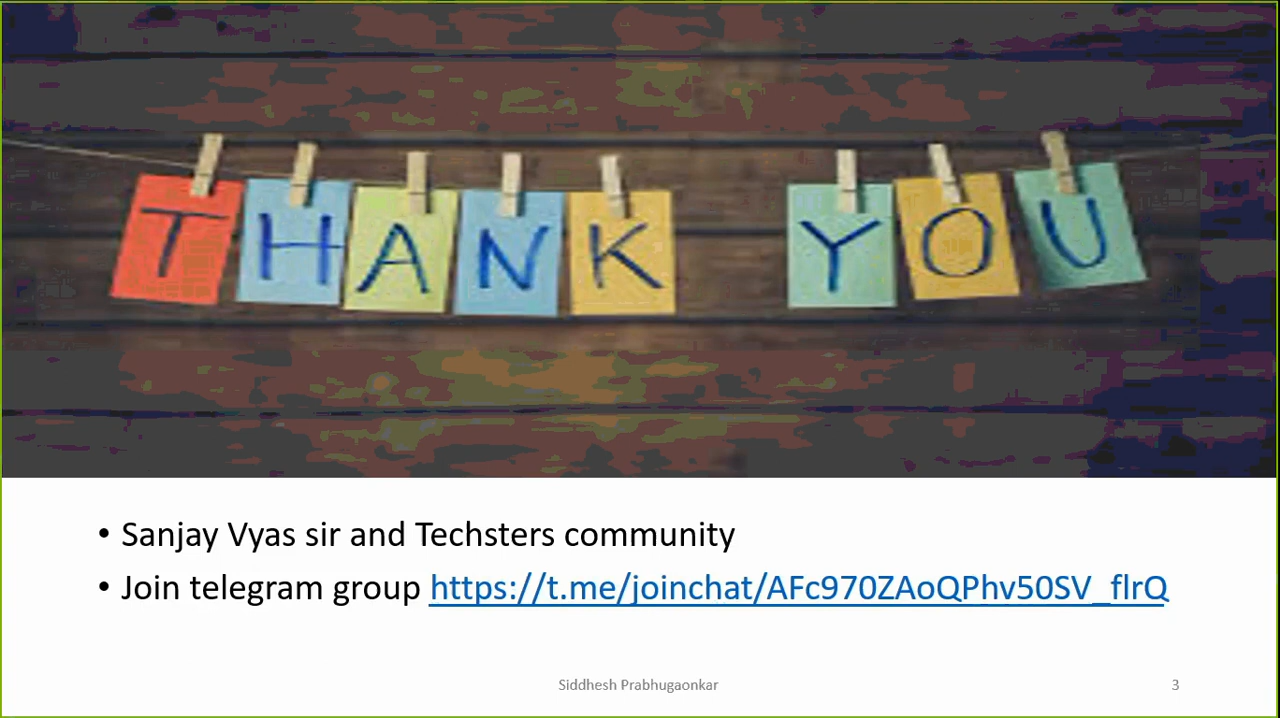 THANK YOU
• Sanjay Vyas sir and Techsters community
• Join telegram group https://t.me/joinchat/AFc970ZAoQPhv50SV_flrQ
Siddhesh Prabhugaonkar
3